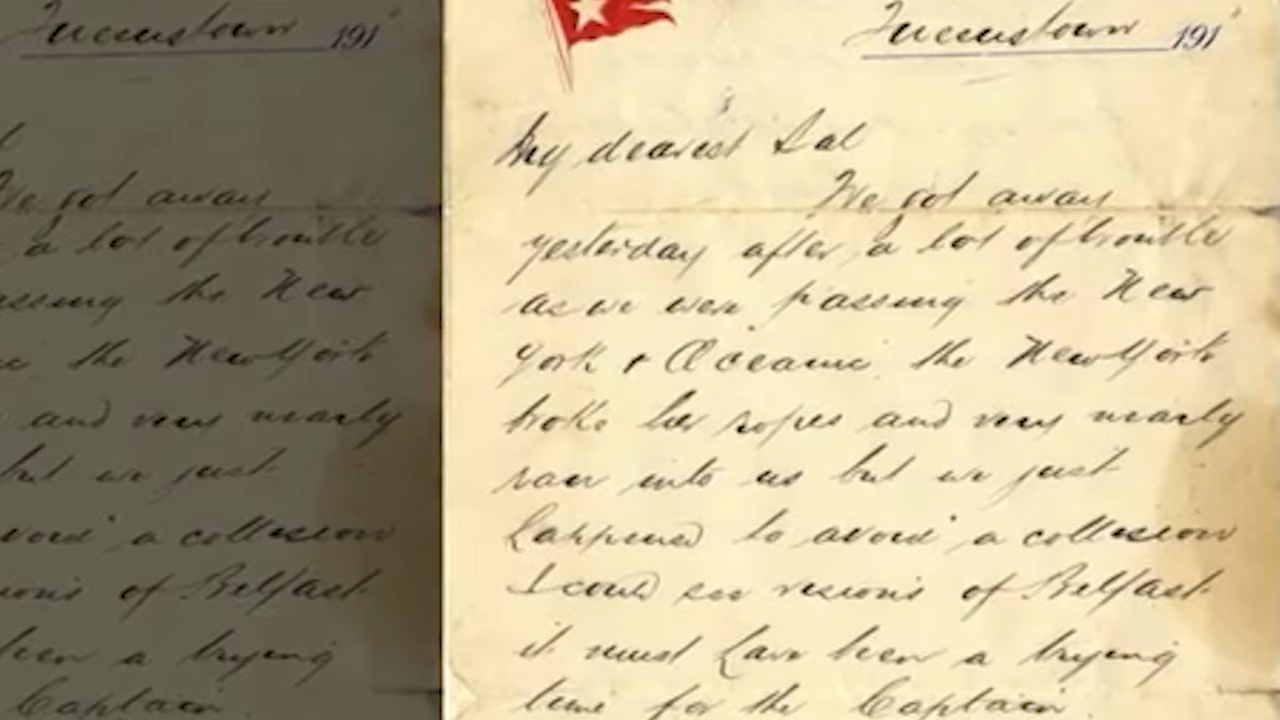 Queenstown 191
My dearest Sal
We got away
yesterday after a lot of trouble
as we were passing the New
York & Oceanic the New York
broke her ropes and very nearly
ran into us but we just
happened to avoid a collesion
I could see vesions of Belfast
it must have been a trying
time for the Captain